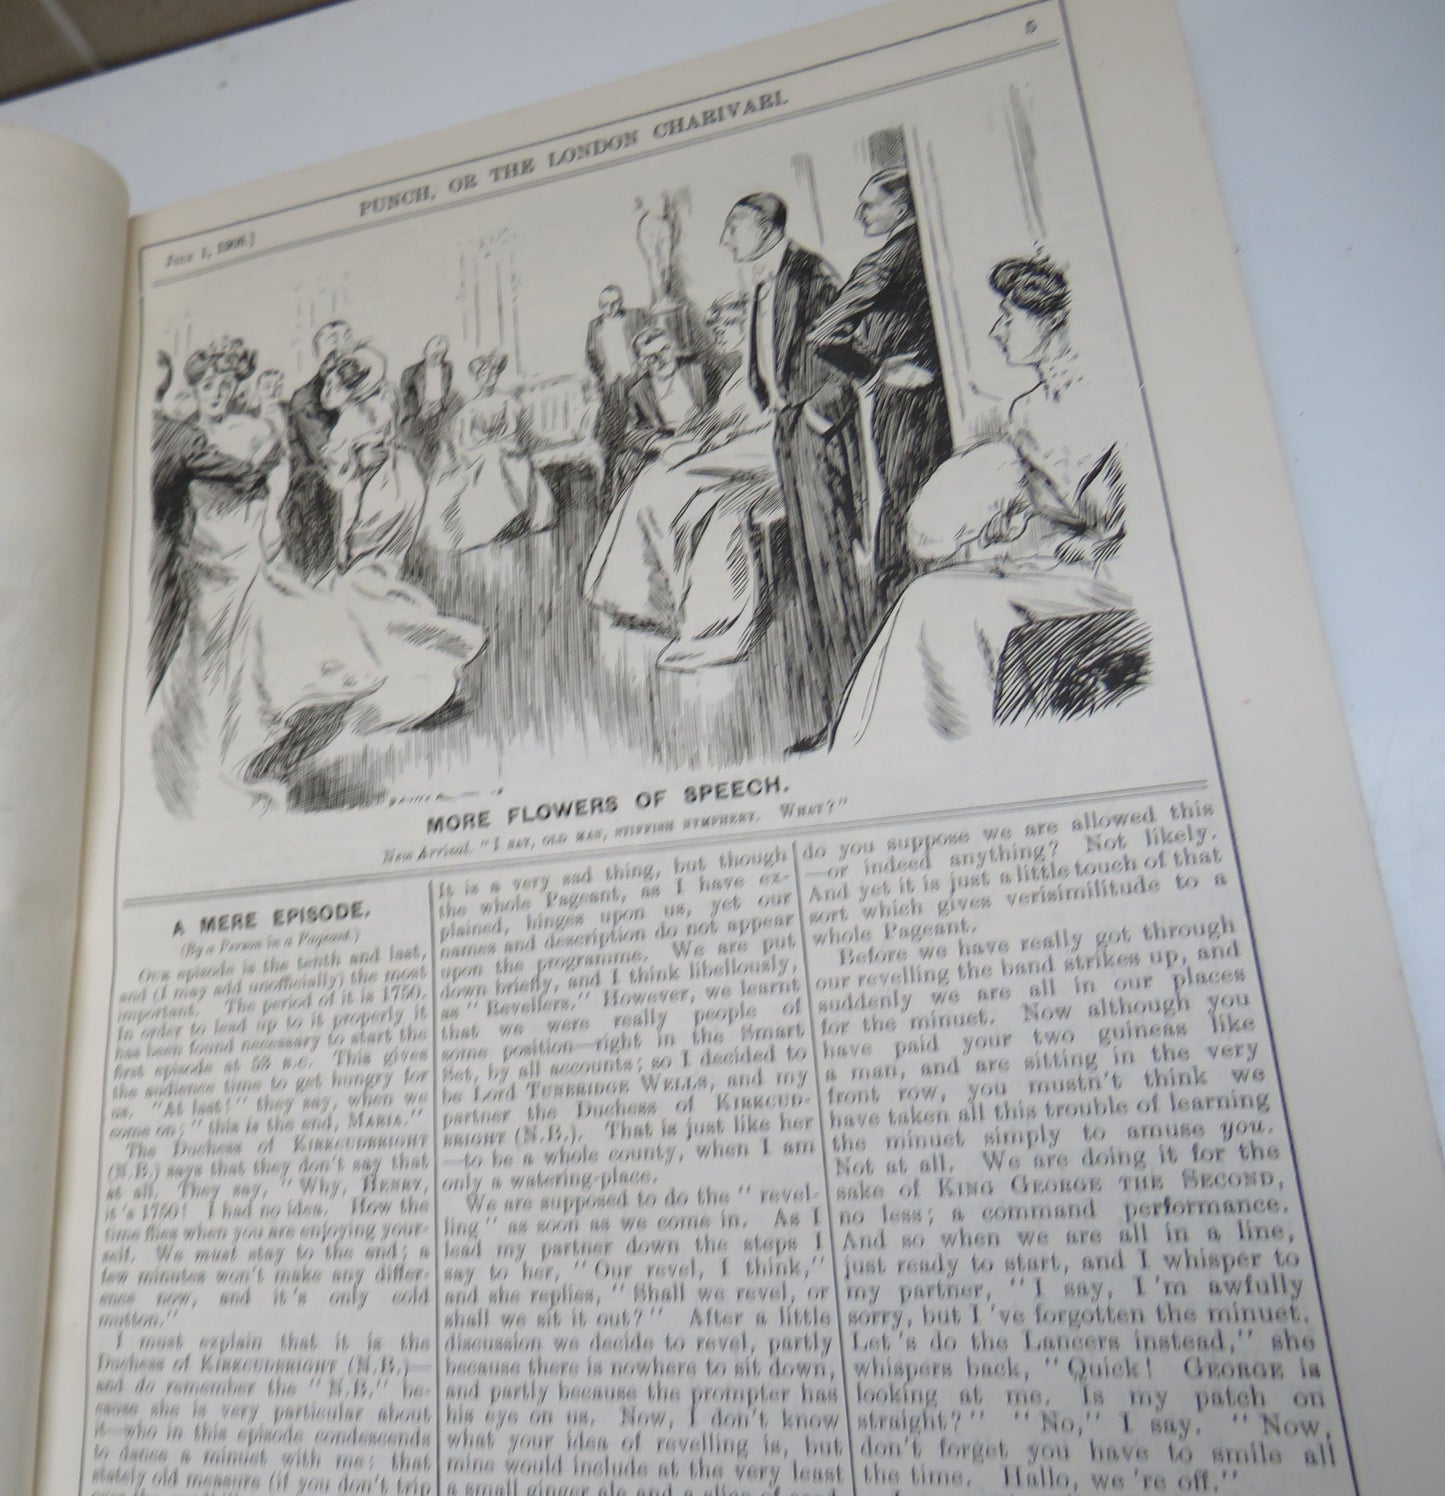 5
PUNCH, OR THE LONDON CHARIVARI.
JULY 1, 1908.]
MORE FLOWERS OF SPEECH.
New Arrival. "I SAY, OLD MAN, STIFFISH SYMPHERY. WHAT?"
A MERE EPISODE.
(By a Person in a Pageant.)
OUR episode is the tenth and last,
and (I may add unofficially) the most
important. The period of it is 1750.
In order to lead up to it properly it
has been found necessary to start the
first episode at 53 B.C. This gives
the audience time to get hungry for
us. "At last!" they say, when we
come on; "this is the end, MARIA."
The Duchess of KIRKCUDBRIGHT
(N.B.) says that they don't say that
at all. They say, "Why, HENRY,
it's 1750! I had no idea. How the
time flies when you are enjoying your-
self. We must stay to the end; a
few minutes won't make any differ-
ence now, and it's only cold
mutton."
I must explain that it is the
Duchess of KIRKCUDBRIGHT (N.B.)—
and do remember the "N.B." be-
cause she is very particular about
it—who in this episode condescends
to dance a minuet with me; that
stately old measure (if you don't trip
It is a very sad thing, but though
the whole Pageant, as I have ex-
plained, hinges upon us, yet our
names and description do not appear
upon the programme. We are put
down briefly, and I think libellously,
as "Revellers." However, we learnt
that we were really people of
some position—right in the Smart
Set, by all accounts; so I decided to
be Lord TUNBRIDGE WELLS, and my
partner the Duchess of KIRKCUD-
BRIGHT (N.B.). That is just like her
—to be a whole county, when I am
only a watering-place.
We are supposed to do the "revel-
ling" as soon as we come in. As I
lead my partner down the steps I
say to her, "Our revel, I think,"
and she replies, "Shall we revel, or
shall we sit it out?" After a little
discussion we decide to revel, partly
because there is nowhere to sit down,
and partly because the prompter has
his eye on us. Now, I don't know
what your idea of revelling is, but
mine would include at the very least
a small ginger ale and a slice of
do you suppose we are allowed this
—or indeed anything? Not likely.
And yet it is just a little touch of that
sort which gives verisimilitude to a
whole Pageant.
Before we have really got through
our revelling the band strikes up, and
suddenly we are all in our places
for the minuet. Now although you
have paid your two guineas like
a man, and are sitting in the very
front row, you mustn't think we
have taken all this trouble of learning
the minuet simply to amuse you.
Not at all. We are doing it for the
sake of KING GEORGE THE SECOND,
no less; a command performance.
And so when we are all in a line,
just ready to start, and I whisper to
my partner, "I say, I'm awfully
sorry, but I've forgotten the minuet.
Let's do the Lancers instead," she
whispers back, "Quick! GEORGE is
looking at me. Is my patch on
straight?" "No," I say. "Now,
don't forget you have to smile all
the time. Hallo, we're off."